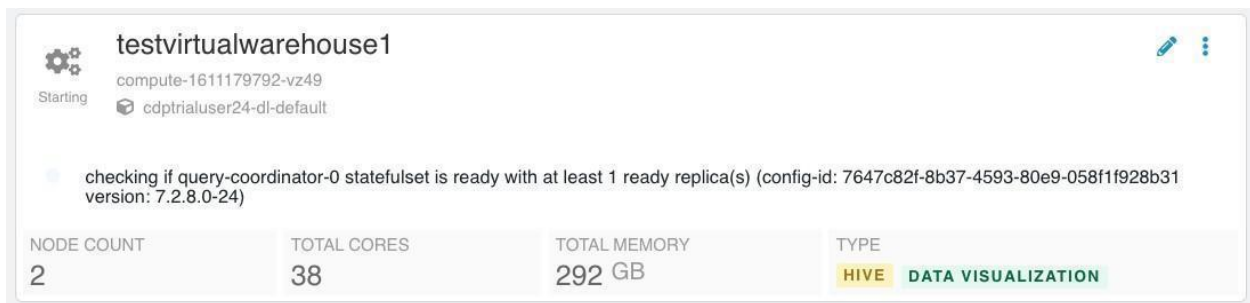 testvirtualwarehouse1
compute-1611179792-vz49
Starting
cdptrialuser24-dl-default
checking if query-coordinator-0 statefulset is ready with at least 1 ready replica(s) (config-id: 7647c82f-8b37-4593-80e9-058f1f928b31
version: 7.2.8.0-24)
NODE COUNT
2
TOTAL CORES
38
TOTAL MEMORY
292 GB
TYPE
HIVE DATA VISUALIZATION